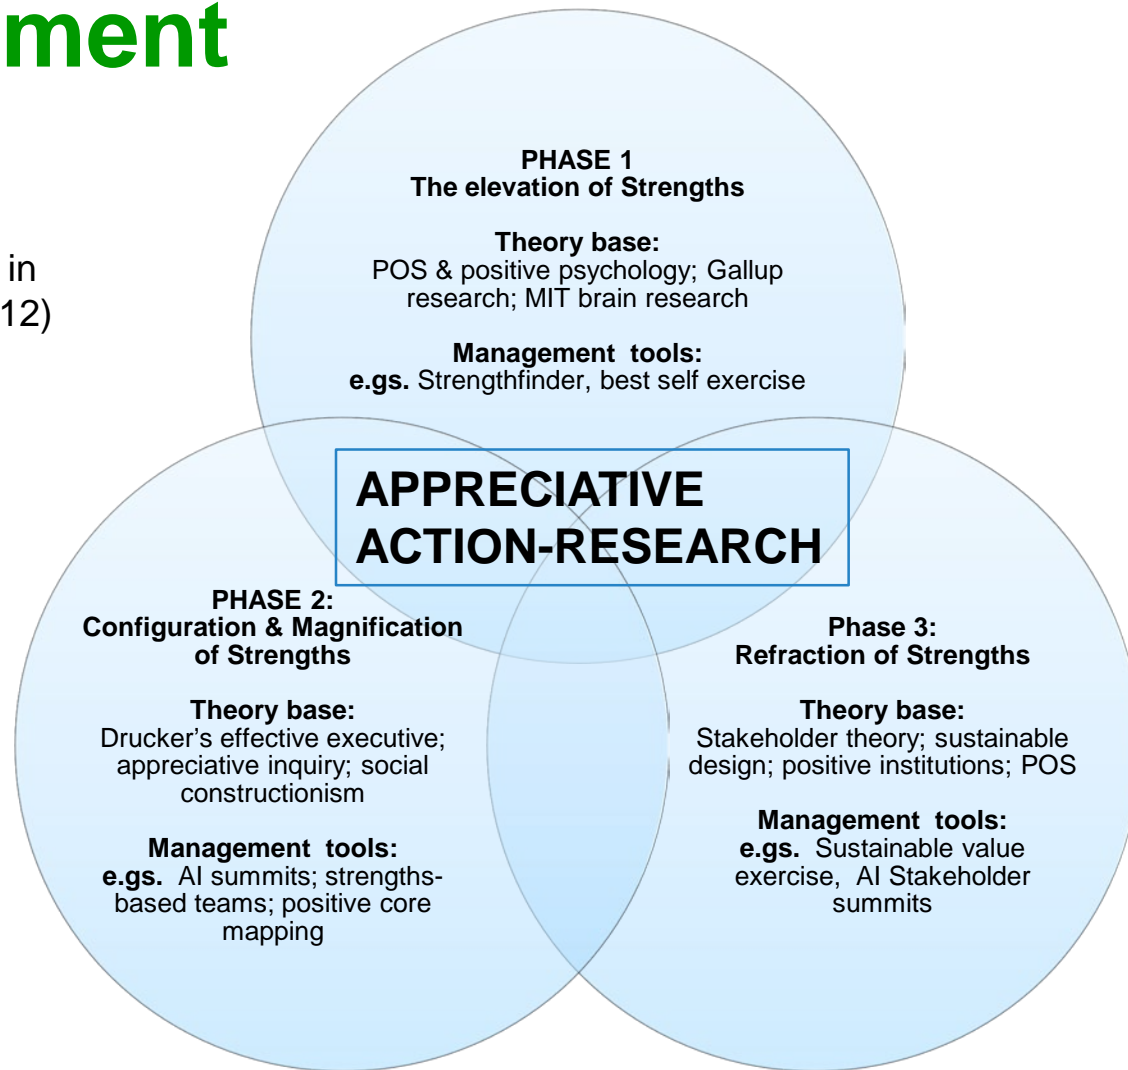 ment
in
12)
PHASE 1
The elevation of Strengths
Theory base:
POS & positive psychology; Gallup
research; MIT brain research
Management tools:
e.gs. Strengthfinder, best self exercise
APPRECIATIVE
ACTION-RESEARCH
PHASE 2:
Configuration & Magnification
of Strengths
Theory base:
Drucker's effective executive;
appreciative inquiry; social
constructionism
Management tools:
e.gs. AI summits; strengths-
based teams; positive core
mapping
Phase 3:
Refraction of Strengths
Theory base:
Stakeholder theory; sustainable
design; positive institutions; POS
Management tools:
e.gs. Sustainable value
exercise, AI Stakeholder
summits